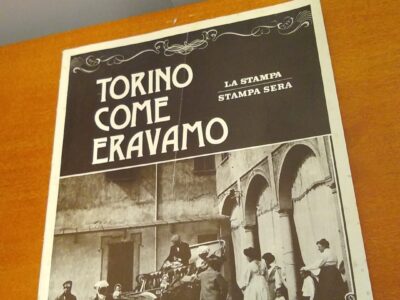 TORINO
COME
ERAVAMO
LA STAMPA
STAMPA SERA